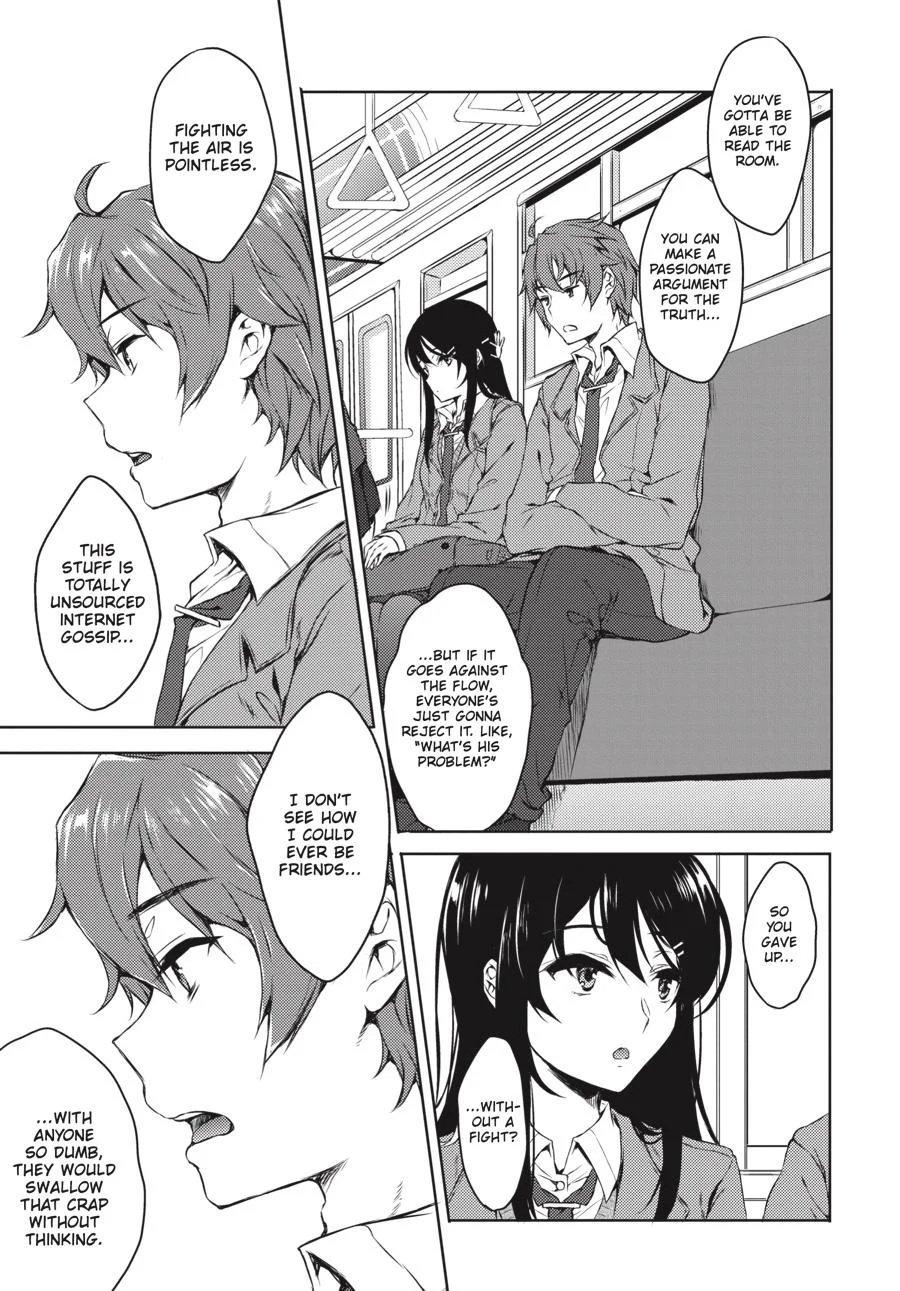 YOU'VE
GOTTA BE
ABLE TO
READ THE
ROOM.
YOU CAN
MAKE A
PASSIONATE
ARGUMENT
FOR THE
TRUTH...
...BUT IF IT
GOES AGAINST
THE FLOW,
EVERYONE'S
JUST GONNA
REJECT IT. LIKE,
"WHAT'S HIS
PROBLEM?"
SO
YOU
GAVE
UP...
...WITH-
OUT A
FIGHT?
FIGHTING
THE AIR IS
POINTLESS.
THIS
STUFF IS
TOTALLY
UNSOURCED
INTERNET
GOSSIP...
I DON'T
SEE HOW
I COULD
EVER BE
FRIENDS...
...WITH
ANYONE
SO DUMB,
THEY WOULD
SWALLOW
THAT CRAP
WITHOUT
THINKING.